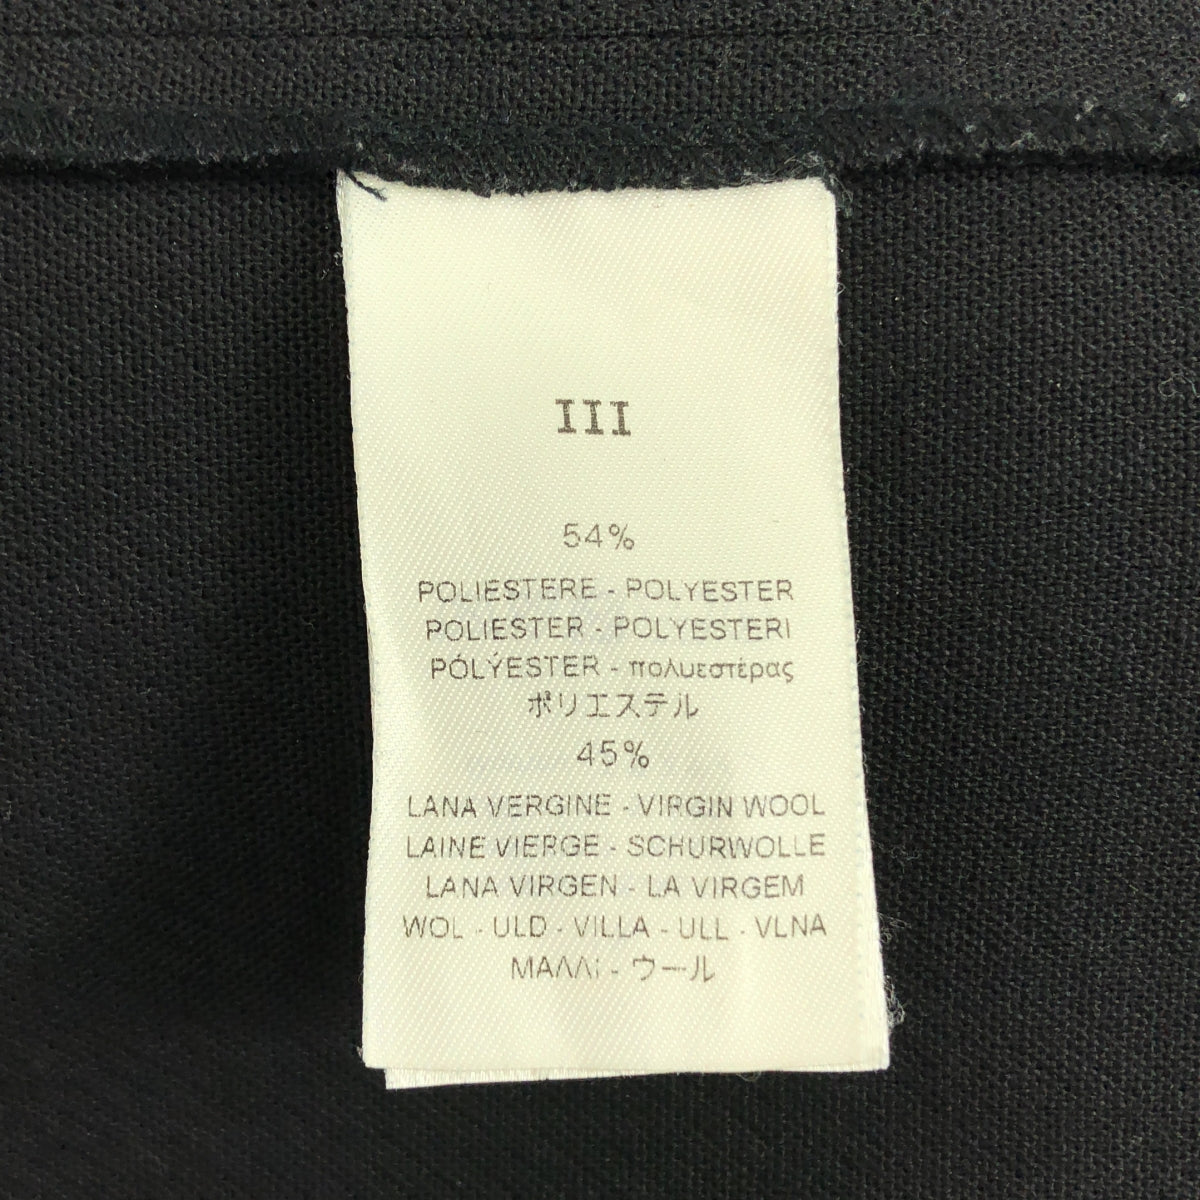 III
54%
POLIESTERE - POLYESTER
POLIESTER - POLYESTERI
PÓLÝESTER - πολυεστέρας
ポリエステル
45%
LANA VERGINE - VIRGIN WOOL
LAINE VIERGE - SCHURWOLLE
LANA VIRGEN - LA VIRGEM
WOL - ULD - VILLA - ULL - VLNA
ΜΑΛΛi - ウール